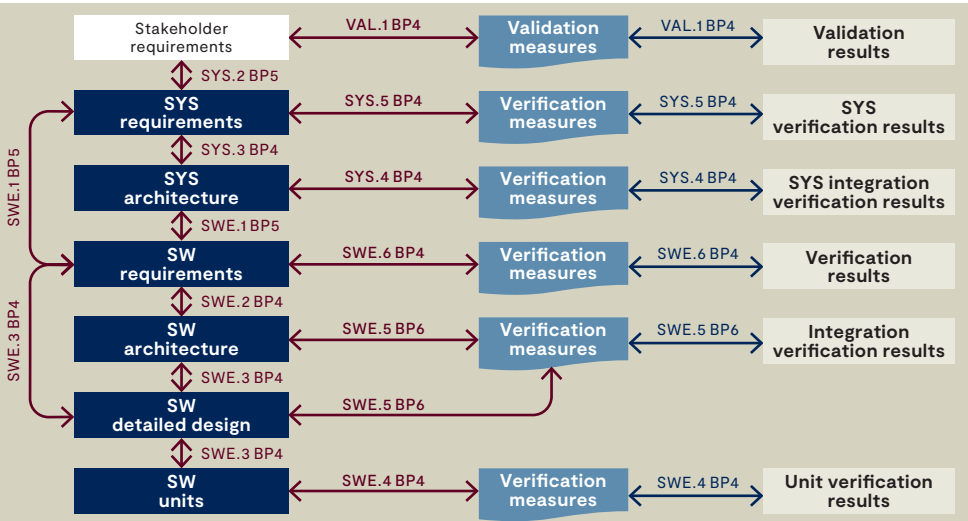 Stakeholder
requirements
VAL.1 BP4
Validation
measures
VAL.1 BP4
Validation
results
SYS.2 BP5
SYS
requirements
SYS.5 BP4
Verification
measures
SYS.5 BP4
SYS
verification results
SYS.3 BP4
SWE.1 BP5
SYS
architecture
SYS.4 BP4
Verification
measures
SYS.4 BP4
SYS integration
verification results
SWE.1 BP5
SW
requirements
SWE.6 BP4
Verification
measures
SWE.6 BP4
Verification
results
SWE.2 BP4
SWE.3 BP4
SW
architecture
SWE.5 BP6
Verification
measures
SWE.5 BP6
Integration
verification results
SWE.3 BP4
SW
detailed design
SWE.5 BP6
SWE.3 BP4
SW
units
SWE.4 BP4
Verification
measures
SWE.4 BP4
Unit verification
results